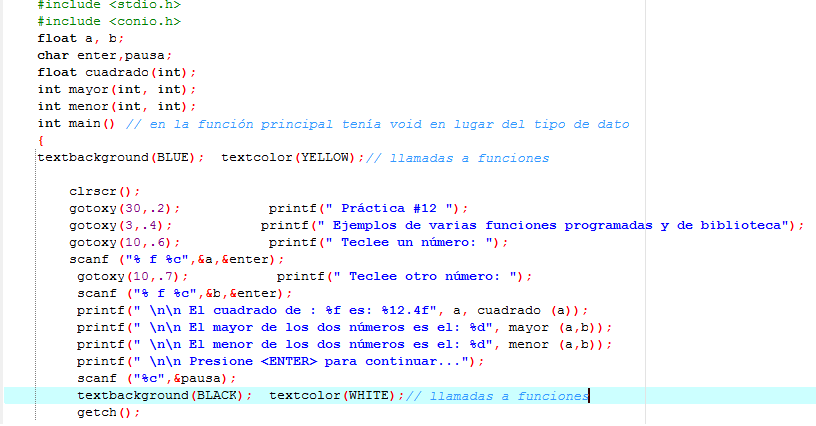 #include <stdio.h>
#include <conio.h>
float a, b;
char enter,pausa;
float cuadrado(int);
int mayor(int, int);
int menor(int, int);
int main() // en la función principal tenía void en lugar del tipo de dato
{
textbackground(BLUE); textcolor(YELLOW);// llamadas a funciones
clrscr();
gotoxy(30,.2); printf(" Práctica #12 ");
gotoxy(3,.4); printf(" Ejemplos de varias funciones programadas y de biblioteca");
gotoxy(10,.6); printf(" Teclee un número: ");
scanf ("% f %c",&a,&enter);
gotoxy(10,.7); printf(" Teclee otro número: ");
scanf ("% f %c",&b,&enter);
printf(" \n\n El cuadrado de : %f es: %12.4f", a, cuadrado (a));
printf(" \n\n El mayor de los dos números es el: %d", mayor (a,b));
printf(" \n\n El menor de los dos números es el: %d", menor (a,b));
printf(" \n\n Presione <ENTER> para continuar...");
scanf ("%c",&pausa);
textbackground(BLACK); textcolor(WHITE);// llamadas a funciones
getch();